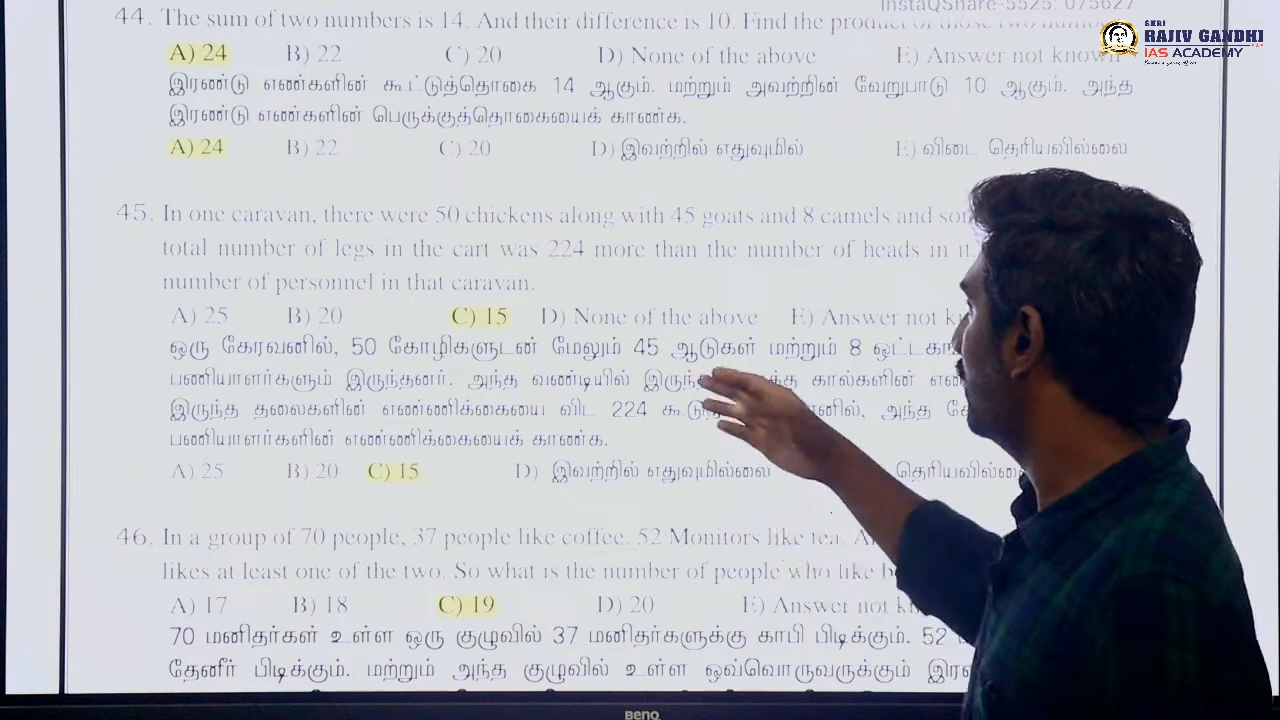 InstaQShare-5525: 075827
SHRI
RAJIV GANDHI
IAS ACADEMY
44. The sum of two numbers is 14. And their difference is 10. Find the product of those two
A) 24 B) 22 C) 20 D) None of the above E) Answer not known
இரண்டு எண்களின் கூட்டுத்தொகை 14 ஆகும். மற்றும் அவற்றின் வேறுபாடு 10 ஆகும். அந்த
இரண்டு எண்களின் பெருக்குத்தொகையைக் காண்க.
A) 24 B) 22 C) 20 D) இவற்றில் எதுவுமில் E) விடை தெரியவில்லை
45. In one caravan, there were 50 chickens along with 45 goats and 8 camels and
total number of legs in the cart was 224 more than the number of heads in
number of personnel in that caravan.
A) 25 B) 20 C) 15 D) None of the above E) Answer not
ஒரு கேரவனில், 50 கோழிகளுடன் மேலும் 45 ஆடுகள் மற்றும் 8
பணியாளர்களும் இருந்தனர். அந்த வண்டியில் கால்களின்
இருந்த தலைகளின் எண்ணிக்கையை விட 224 அந்த
பணியாளர்களின் எண்ணிக்கையைக் காண்க.
A) 25 B) 20 C) 15 D) இவற்றில் எதுவுமில்லை
46. In a group of 70 people, 37 people like coffee. 52 Monitors like tea.
likes at least one of the two. So what is the number of people who like
A) 17 B) 18 C) 19 D) 20 E) Answer not
70 மனிதர்கள் உள்ள ஒரு குழுவில் 37 மனிதர்களுக்கு காபி பிடிக்கும். 52
தேனீர் பிடிக்கும். மற்றும் அந்த குழுவில் உள்ள ஒவ்வொருவருக்கும்
BenQ